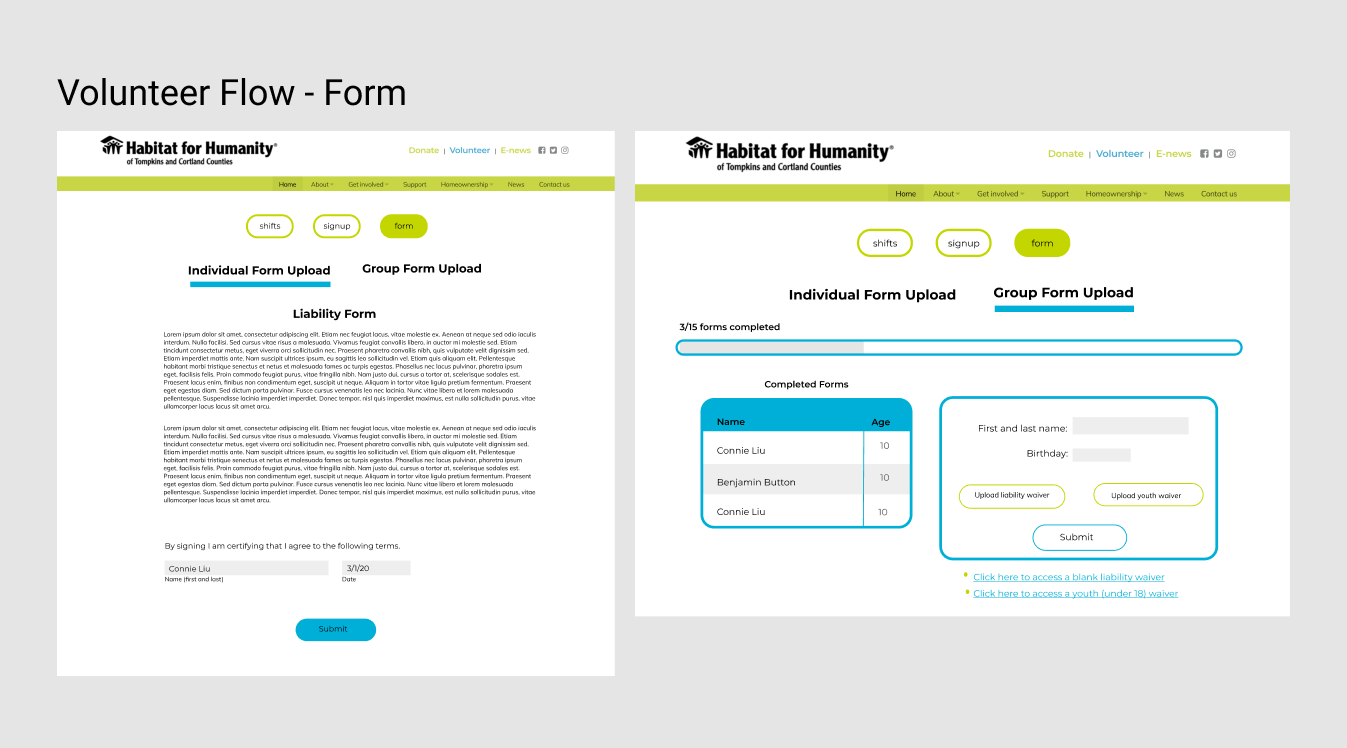 Volunteer Flow - Form
Habitat for Humanity®
of Tompkins and Cortland Counties
Donate | Volunteer | E-news
Home About Get involved Support Homeownership News Contact us
shifts signup form
Individual Form Upload Group Form Upload
Liability Form
Lorem ipsum dolor sit amet, consectetur adipiscing elit. Etiam nec feugiat lacus, vitae molestie ex. Aenean at neque sed odio iaculis
interdum. Nulla facilisi. Sed cursus vitae risus a malesuada. Vivamus feugiat convallis libero, in auctor mi molestie sed. Etiam
tincidunt consectetur metus, eget viverra orci sollicitudin nec. Praesent pharetra convallis nibh, quis vulputate velit dignissim sed.
Etiam imperdiet mattis ante. Nam suscipit ultrices ipsum, eu sagittis leo sollicitudin vel. Etiam quis aliquam elit. Pellentesque
habitant morbi tristique senectus et netus et malesuada fames ac turpis egestas. Phasellus nec lacus pulvinar, pharetra ipsum
eget, facilisis felis. Proin commodo feugiat purus, vitae fringilla nibh. Nam justo dui, cursus a tortor at, scelerisque sodales est.
Praesent lacus enim, finibus non condimentum eget, suscipit ut neque. Aliquam in tortor vitae ligula pretium fermentum. Praesent
eget egestas diam. Sed dictum porta pulvinar. Fusce cursus venenatis leo nec lacinia. Nunc vitae libero et lorem malesuada
pellentesque. Suspendisse lacinia imperdiet imperdiet. Donec tempor, nisl quis imperdiet maximus, est nulla sollicitudin purus, vitae
ullamcorper lacus lacus sit amet arcu.
Lorem ipsum dolor sit amet, consectetur adipiscing elit. Etiam nec feugiat lacus, vitae molestie ex. Aenean at neque sed odio iaculis
interdum. Nulla facilisi. Sed cursus vitae risus a malesuada. Vivamus feugiat convallis libero, in auctor mi molestie sed. Etiam
tincidunt consectetur metus, eget viverra orci sollicitudin nec. Praesent pharetra convallis nibh, quis vulputate velit dignissim sed.
Etiam imperdiet mattis ante. Nam suscipit ultrices ipsum, eu sagittis leo sollicitudin vel. Etiam quis aliquam elit. Pellentesque
habitant morbi tristique senectus et netus et malesuada fames ac turpis egestas. Phasellus nec lacus pulvinar, pharetra ipsum
eget, facilisis felis. Proin commodo feugiat purus, vitae fringilla nibh. Nam justo dui, cursus a tortor at, scelerisque sodales est.
Praesent lacus enim, finibus non condimentum eget, suscipit ut neque. Aliquam in tortor vitae ligula pretium fermentum. Praesent
eget egestas diam. Sed dictum porta pulvinar. Fusce cursus venenatis leo nec lacinia. Nunc vitae libero et lorem malesuada
pellentesque. Suspendisse lacinia imperdiet imperdiet. Donec tempor, nisl quis imperdiet maximus, est nulla sollicitudin purus, vitae
ullamcorper lacus lacus sit amet arcu.
By signing I am certifying that I agree to the following terms.
Connie Liu 3/1/20
Name (first and last) Date
Submit
Habitat for Humanity®
of Tompkins and Cortland Counties
Donate | Volunteer | E-news
Home About Get involved Support Homeownership News Contact us
shifts signup form
Individual Form Upload Group Form Upload
3/15 forms completed
Completed Forms
Name Age
Connie Liu 10
Benjamin Button 10
Connie Liu 10
First and last name:
Birthday:
Upload liability waiver Upload youth waiver
Submit
Click here to access a blank liability waiver
Click here to access a youth (under 18) waiver